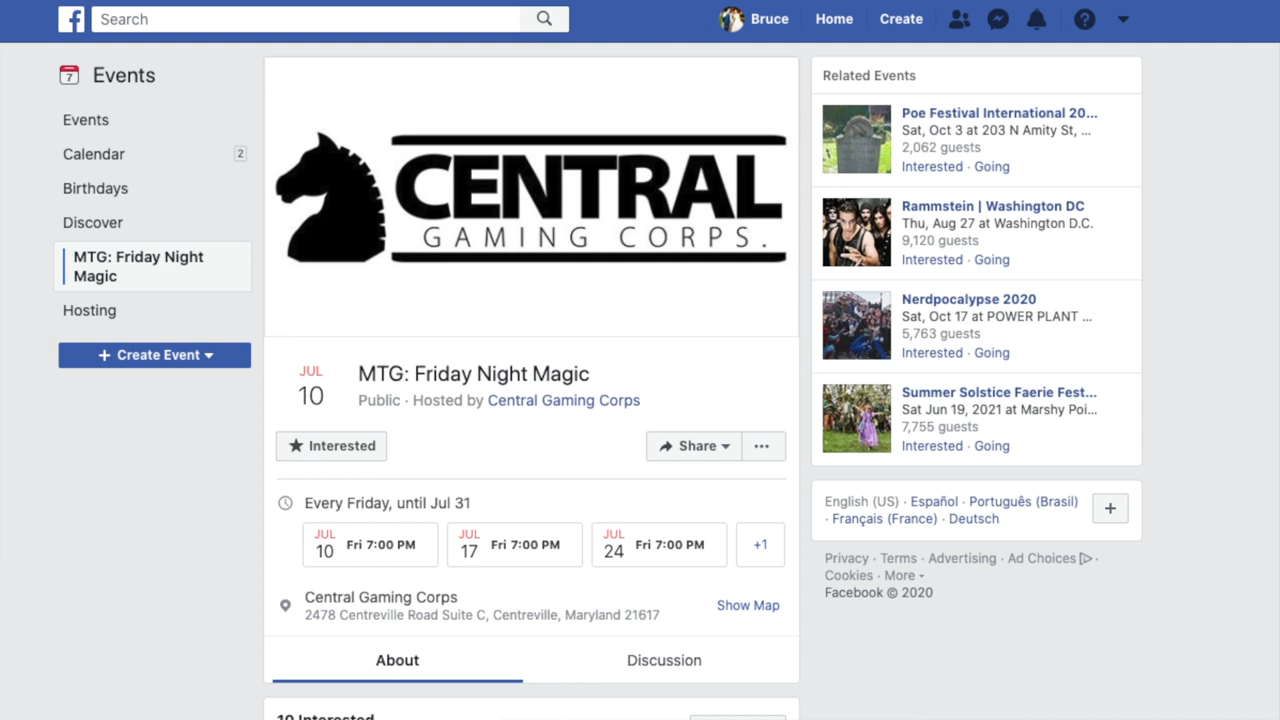 Search
Bruce
Home
Create
7
Events
Events
Calendar
2
Birthdays
Discover
MTG: Friday Night
Magic
Hosting
+ Create Event
CENTRAL
GAMING CORPS.
JUL
10
MTG: Friday Night Magic
Public · Hosted by Central Gaming Corps
Interested
Share
Every Friday, until Jul 31
JUL
10
Fri 7:00 PM
JUL
17
Fri 7:00 PM
JUL
24
Fri 7:00 PM
+1
Central Gaming Corps
2478 Centreville Road Suite C, Centreville, Maryland 21617
Show Map
About
Discussion
10 Interested
Related Events
Poe Festival International 20...
Sat, Oct 3 at 203 N Amity St, ...
2,062 guests
Interested · Going
Rammstein | Washington DC
Thu, Aug 27 at Washington D.C.
9,120 guests
Interested · Going
Nerdpocalypse 2020
Sat, Oct 17 at POWER PLANT ...
5,763 guests
Interested · Going
Summer Solstice Faerie Fest...
Sat Jun 19, 2021 at Marshy Poi...
7,755 guests
Interested · Going
English (US) · Español · Português (Brasil)
· Français (France) · Deutsch
+
Privacy · Terms · Advertising · Ad Choices ·
Cookies · More
Facebook © 2020